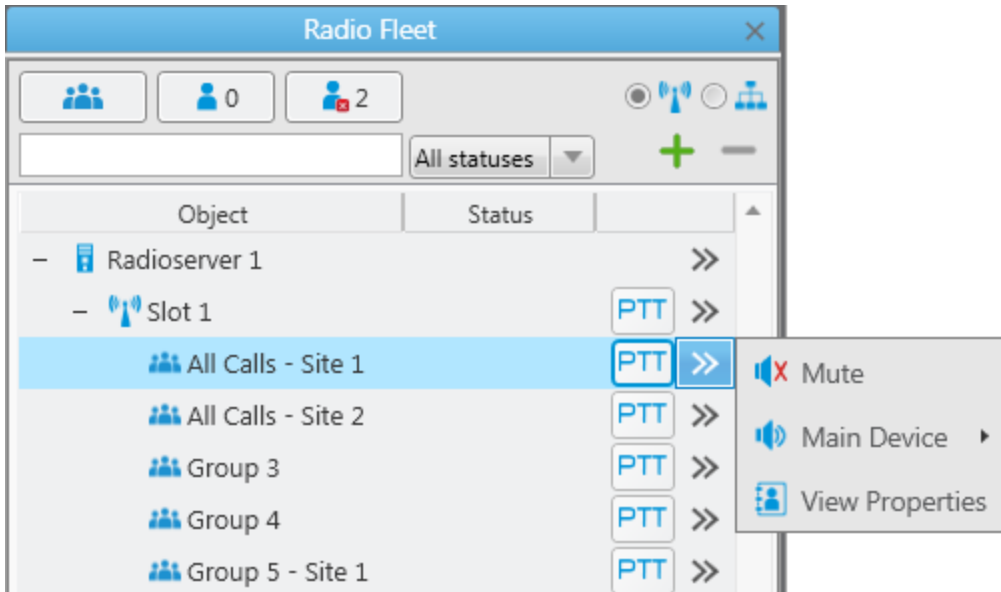 Radio Fleet
0
2
All statuses
Object Status
Radioserver 1
Slot 1 PTT
All Calls - Site 1 PTT
Mute
All Calls - Site 2 PTT
Main Device
Group 3 PTT
View Properties
Group 4 PTT
Group 5 - Site 1 PTT